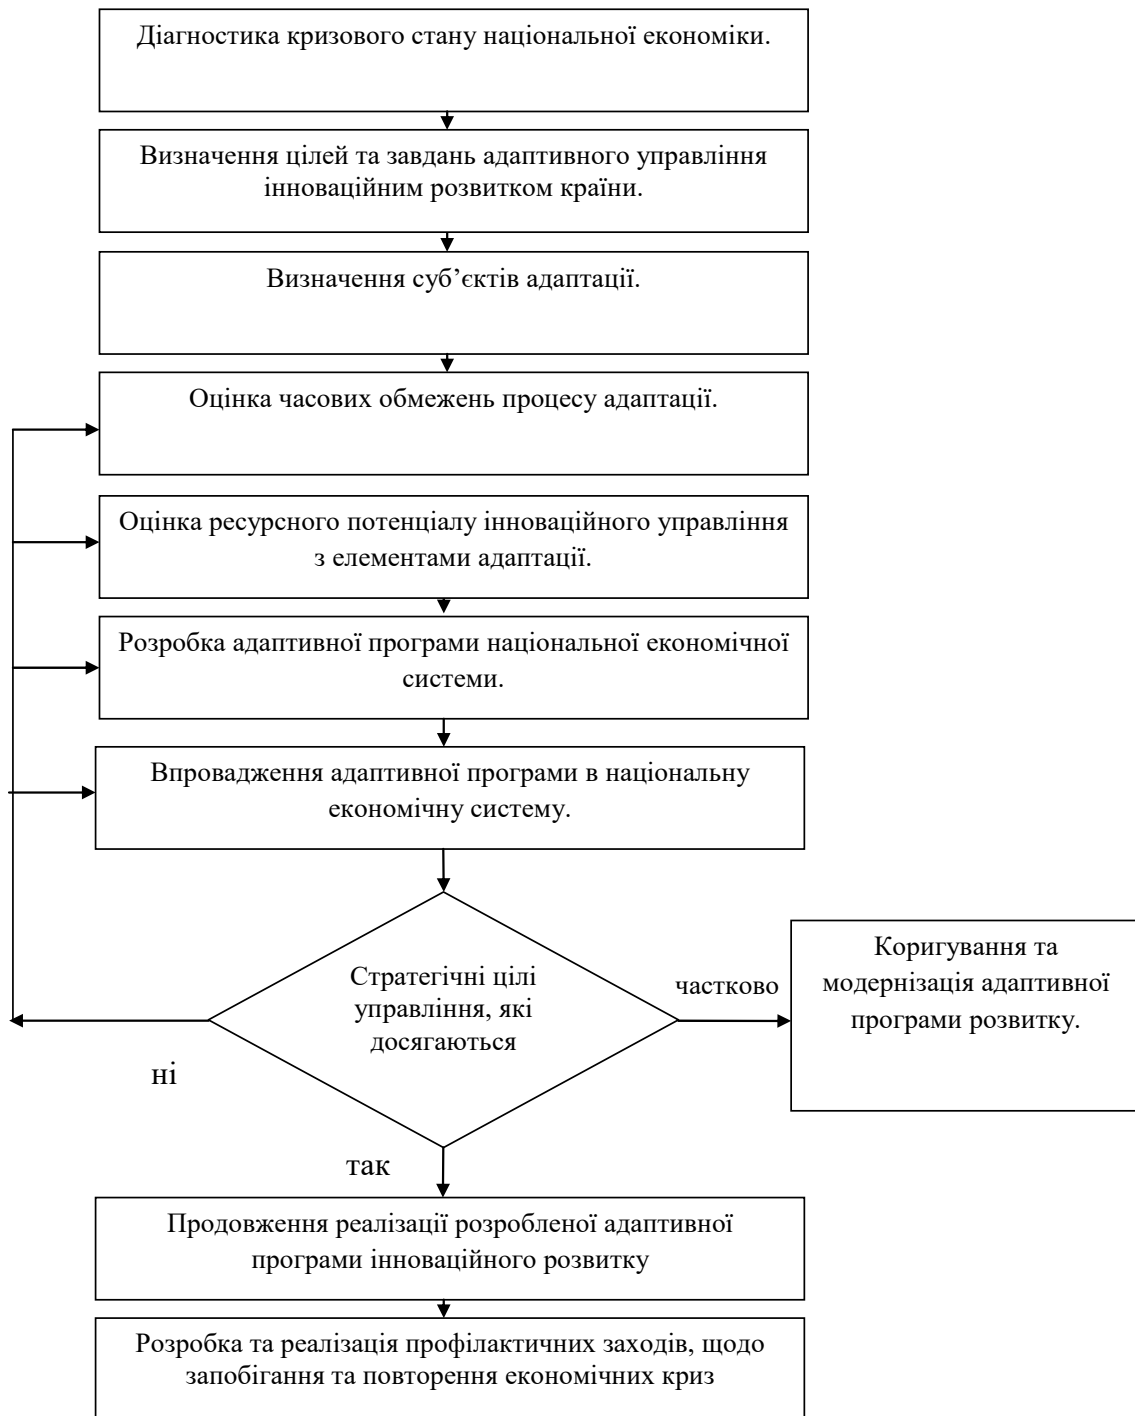 Діагностика кризового стану національної економіки.
Визначення цілей та завдань адаптивного управління
інноваційним розвитком країни.
Визначення суб’єктів адаптації.
Оцінка часових обмежень процесу адаптації.
Оцінка ресурсного потенціалу інноваційного управління
з елементами адаптації.
Розробка адаптивної програми національної економічної
системи.
Впровадження адаптивної програми в національну
економічну систему.
Стратегічні цілі
управління, які
досягаються
частково
Коригування та
модернізація адаптивної
програми розвитку.
ні
так
Продовження реалізації розробленої адаптивної
програми інноваційного розвитку
Розробка та реалізація профілактичних заходів, щодо
запобігання та повторення економічних криз